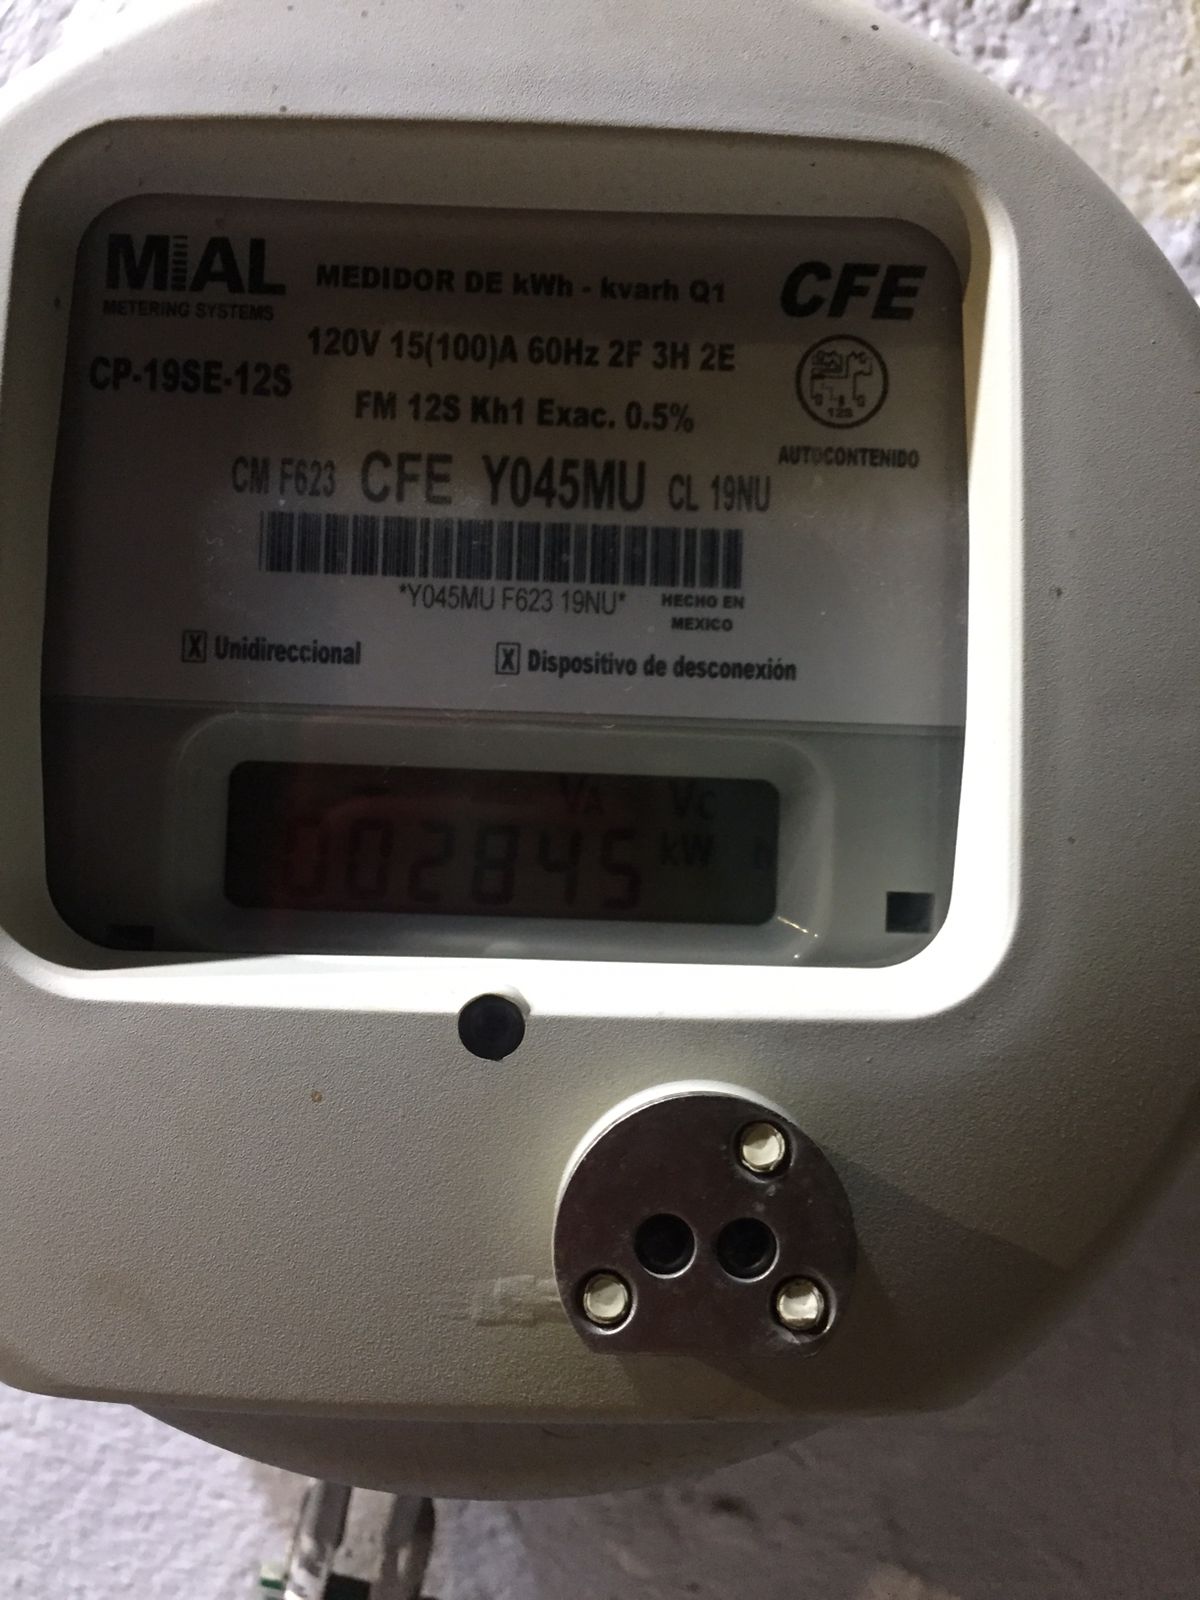 MIAL
METERING SYSTEMS
MEDIDOR DE kWh - kvarh Q1
CFE
120V 15(100)A 60Hz 2F 3H 2E
CP-19SE-12S
FM 12S Kh1 Exac. 0.5%
12S
AUTOCONTENIDO
CM F623 CFE Y045MU CL 19NU
*Y045MU F623 19NU*
HECHO EN
MEXICO
X Unidireccional
X Dispositivo de desconexión
VA VC
002845 kW